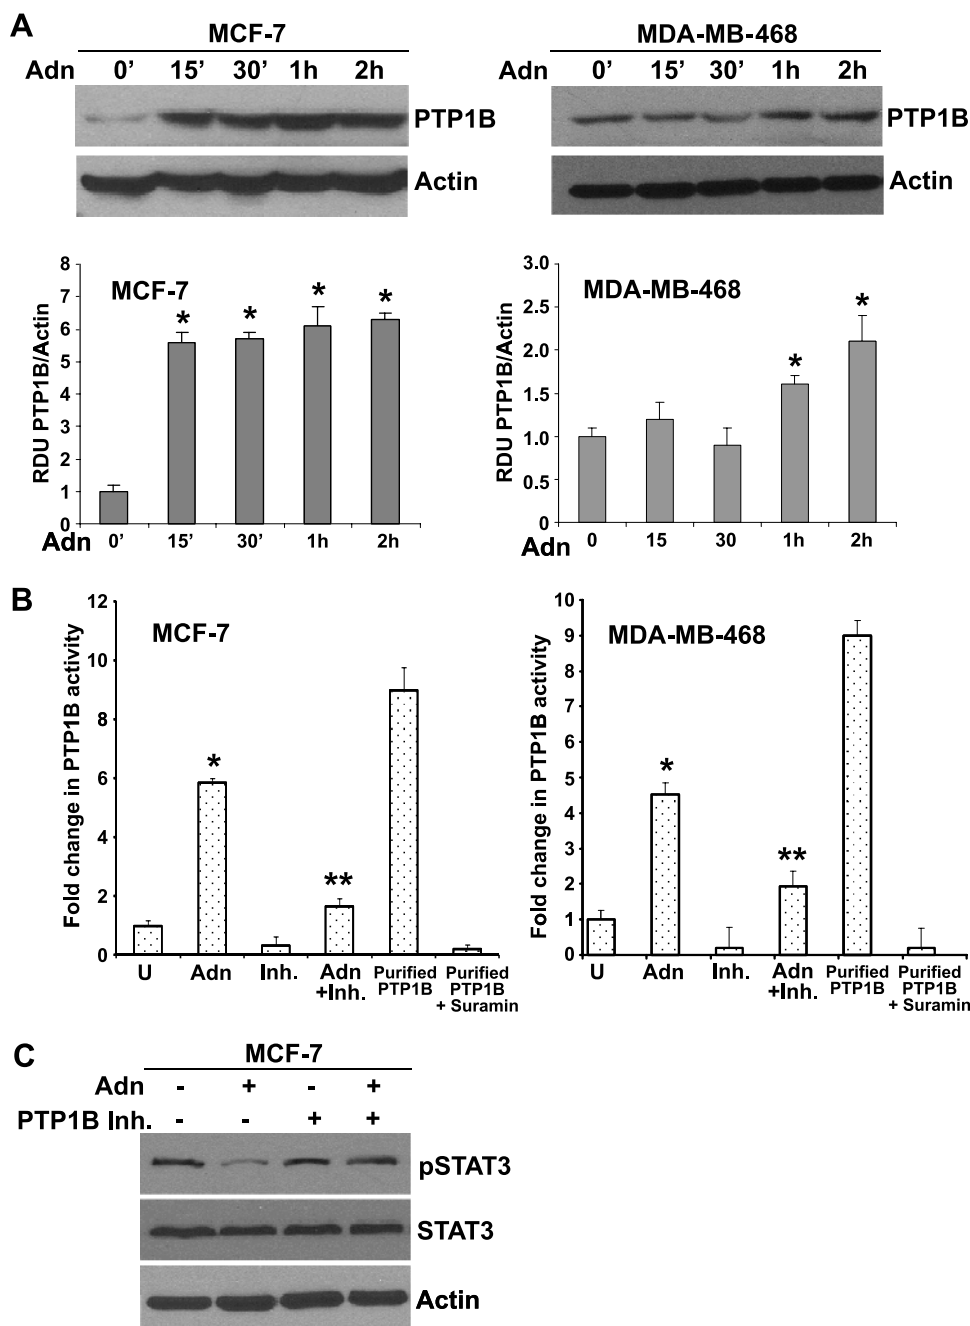 A
MCF-7
Adn 0’ 15’ 30’ 1h 2h
PTP1B
Actin
MDA-MB-468
Adn 0’ 15’ 30’ 1h 2h
PTP1B
Actin
MCF-7
RDU PTP1B/Actin
8
7
6
5
4
3
2
1
0
* * * *
Adn 0’ 15’ 30’ 1h 2h
MDA-MB-468
RDU PTP1B/Actin
3.0
2.5
2.0
1.5
1.0
0.5
0
* *
Adn 0 15 30 1h 2h
B
MCF-7
Fold change in PTP1B activity
12
10
8
6
4
2
0
* **
U Adn Inh. Adn +Inh. Purified PTP1B Purified PTP1B + Suramin
MDA-MB-468
Fold change in PTP1B activity
10
9
8
7
6
5
4
3
2
1
0
* **
U Adn Inh. Adn +Inh. Purified PTP1B Purified PTP1B + Suramin
C
MCF-7
Adn - + - +
PTP1B Inh. - - + +
pSTAT3
STAT3
Actin